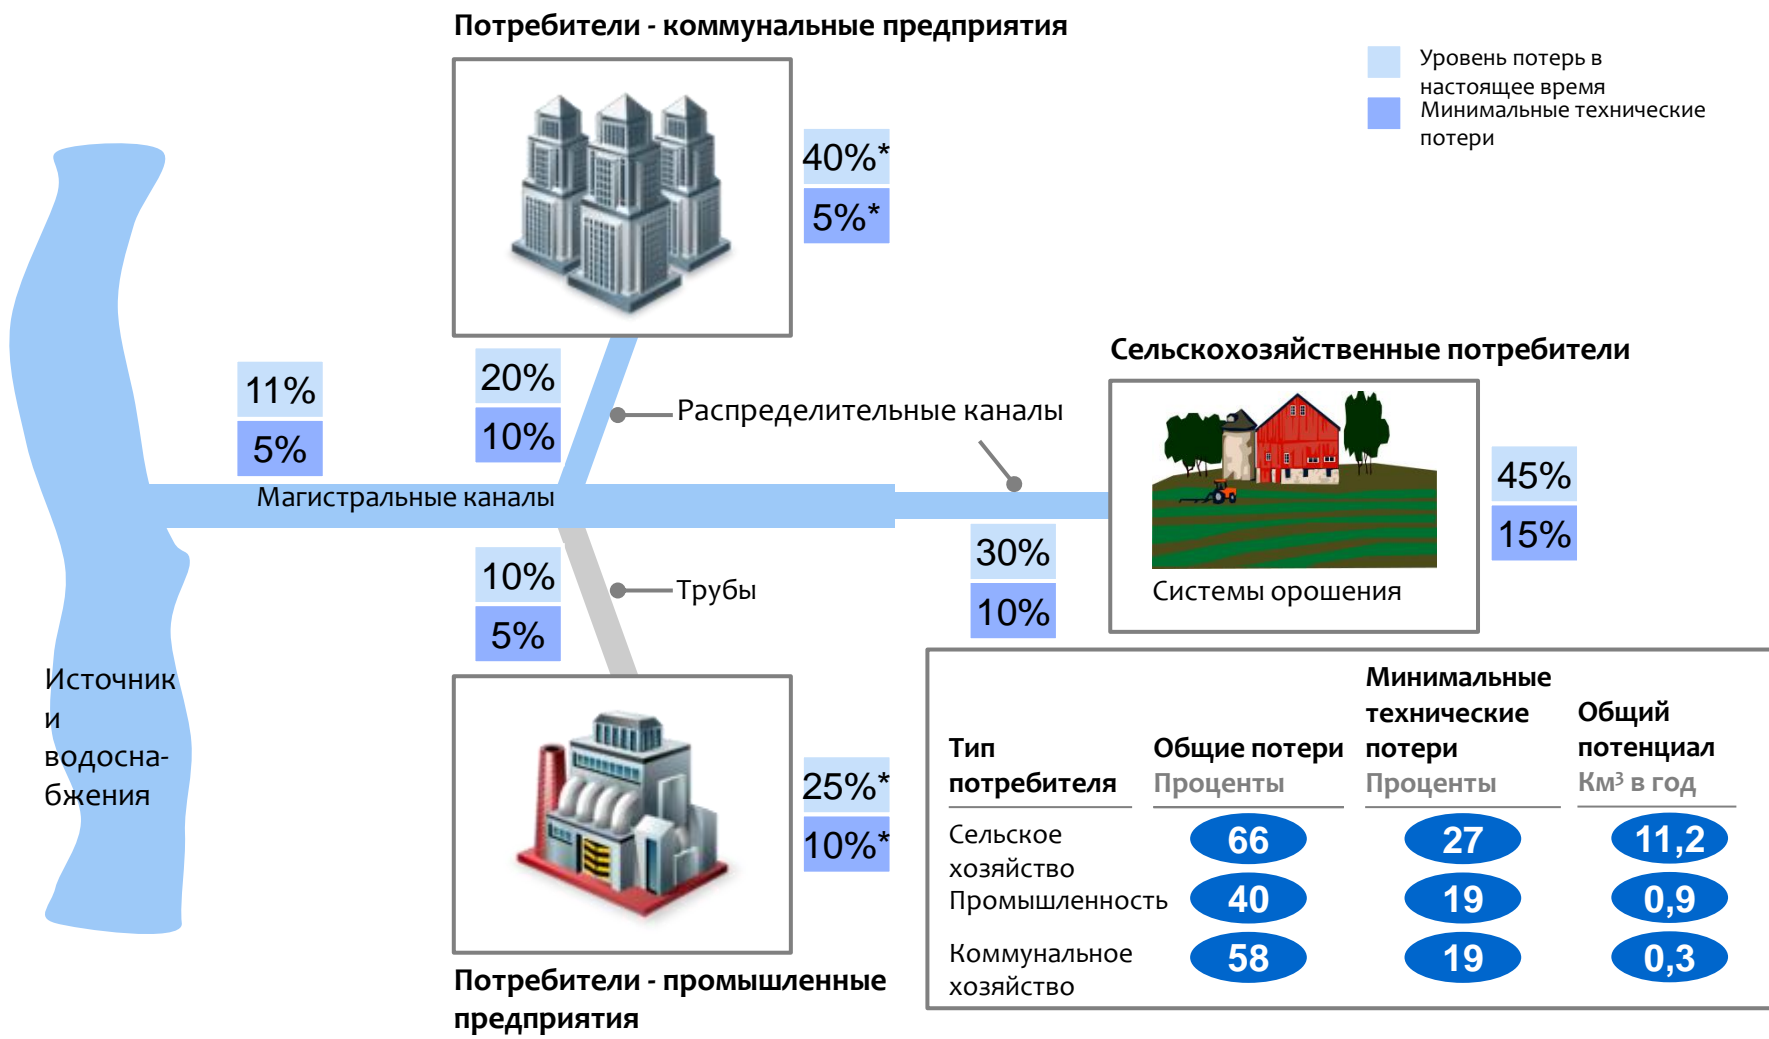 Потребители - коммунальные предприятия
Уровень потерь в
настоящее время
Минимальные технические
потери
40%*
5%*
Сельскохозяйственные потребители
11%
5%
20%
10%
Распределительные каналы
Магистральные каналы
45%
15%
30%
10%
Системы орошения
10%
5%
Трубы
Источник
и
водосна-
бжения
25%*
10%*
Потребители - промышленные
предприятия
Тип
потребителя
Общие потери
Проценты
Минимальные
технические
потери
Проценты
Общий
потенциал
Км³ в год
Сельское
хозяйство
66
27
11,2
Промышленность
40
19
0,9
Коммунальное
хозяйство
58
19
0,3